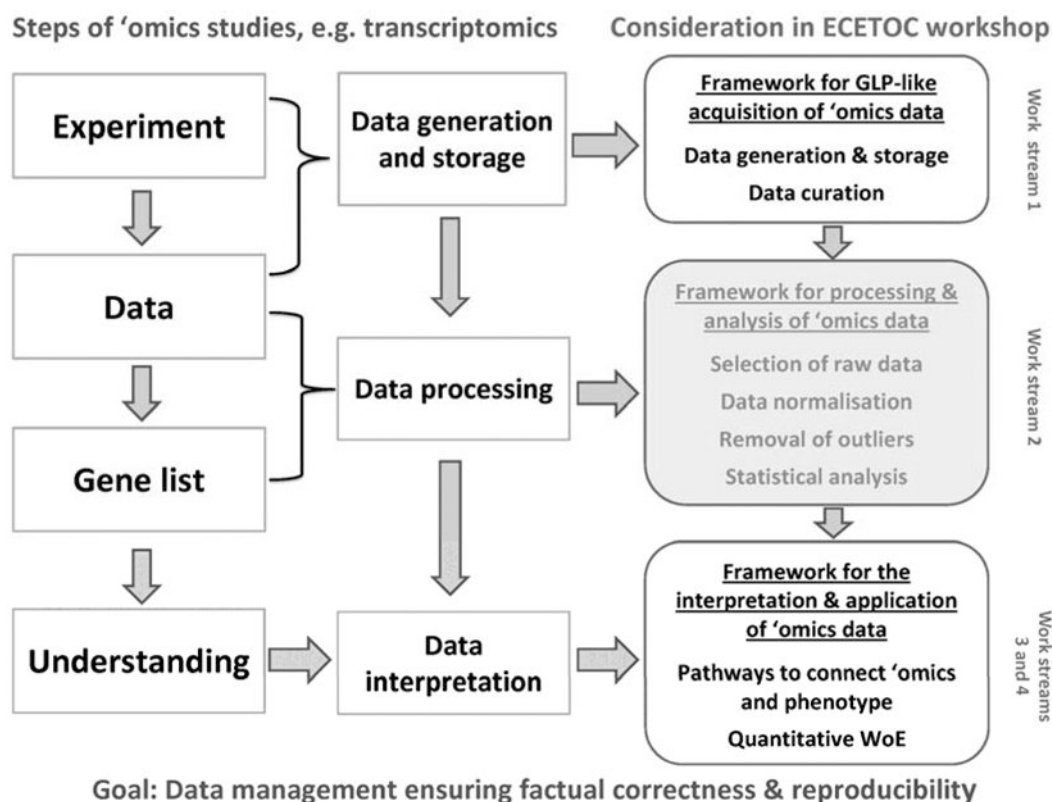 Steps of ‘omics studies, e.g. transcriptomics
Consideration in ECETOC workshop
Experiment
Data
Gene list
Understanding
Data generation
and storage
Data processing
Data
interpretation
Framework for GLP-like
acquisition of ‘omics data
Data generation & storage
Data curation
Work stream 1
Framework for processing &
analysis of ‘omics data
Selection of raw data
Data normalisation
Removal of outliers
Statistical analysis
Work stream 2
Framework for the
interpretation & application
of ‘omics data
Pathways to connect ‘omics
and phenotype
Quantitative WoE
Work streams
3 and 4
Goal: Data management ensuring factual correctness & reproducibility